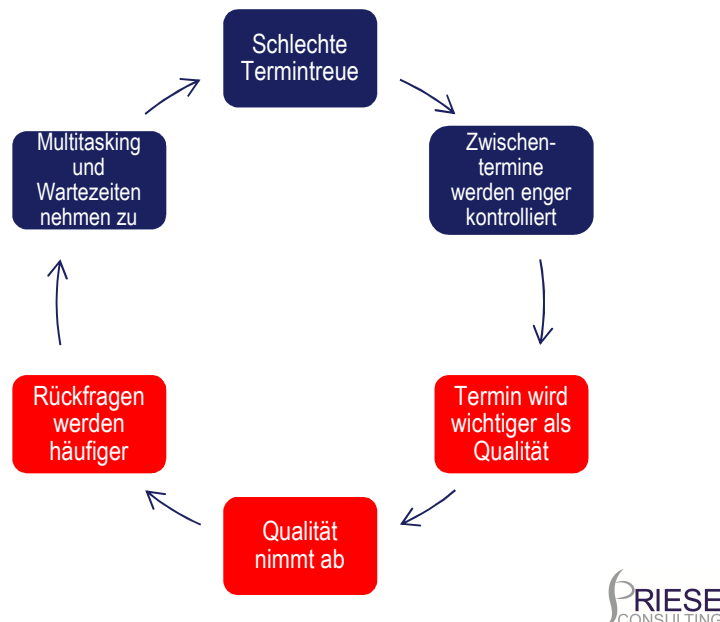 Schlechte
Termintreue
Zwischen-
termine
werden enger
kontrolliert
Termin wird
wichtiger als
Qualität
Qualität
nimmt ab
Rückfragen
werden
häufiger
Multitasking
und
Wartezeiten
nehmen zu
PRIESE
CONSULTING